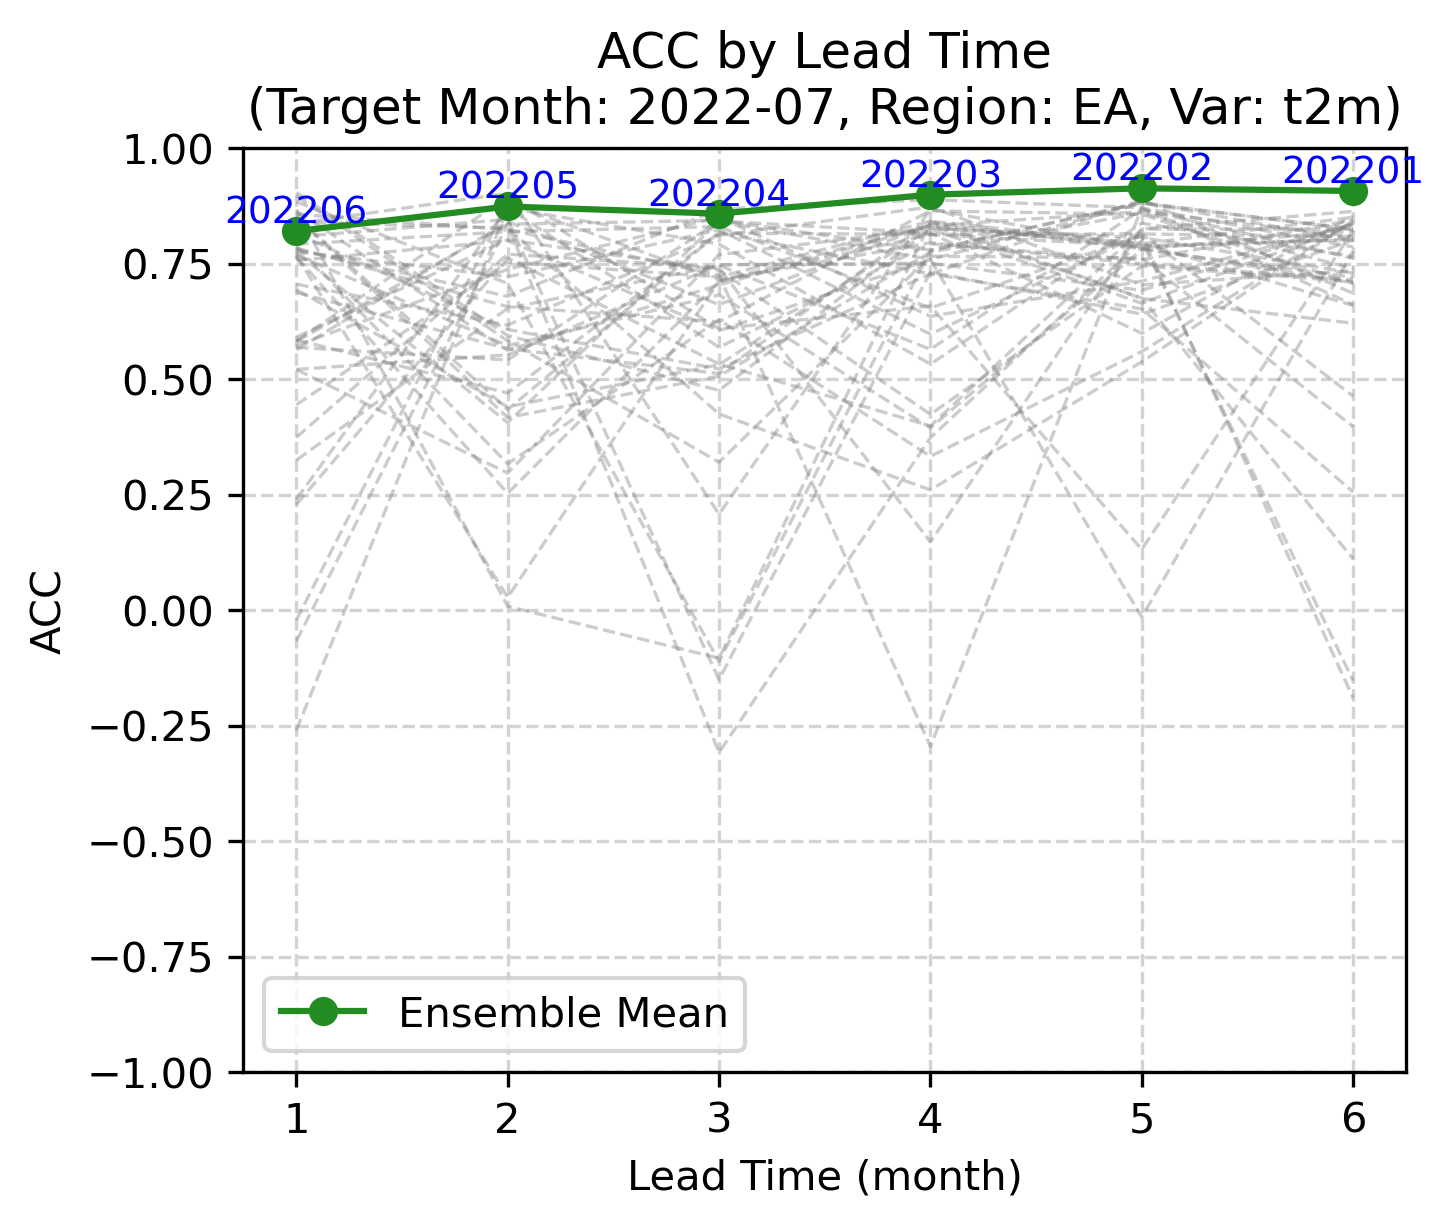 ACC by Lead Time
(Target Month: 2022-07, Region: EA, Var: t2m)
1.00
0.75
0.50
0.25
0.00
−0.25
−0.50
−0.75
−1.00
ACC
202206
202205
202204
202203
202202
202201
Ensemble Mean
1 2 3 4 5 6
Lead Time (month)